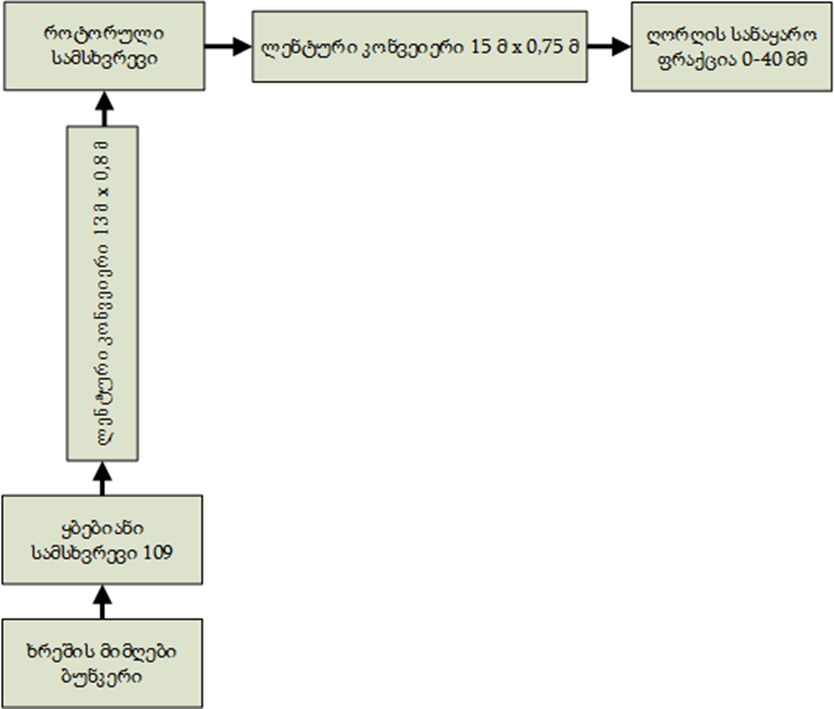 როტორული
სამსხვრევი
ლენტური კონვეიერი 15 მ x 0,75 მ
ღორღის სანაყარო
ფრაქცია 0-40 მმ
ლენტური კონვეიერი 13 მ x 0,8 მ
ყბებიანი
სამსხვრევი 109
ხრეშის მიმღები
ბუნკერი